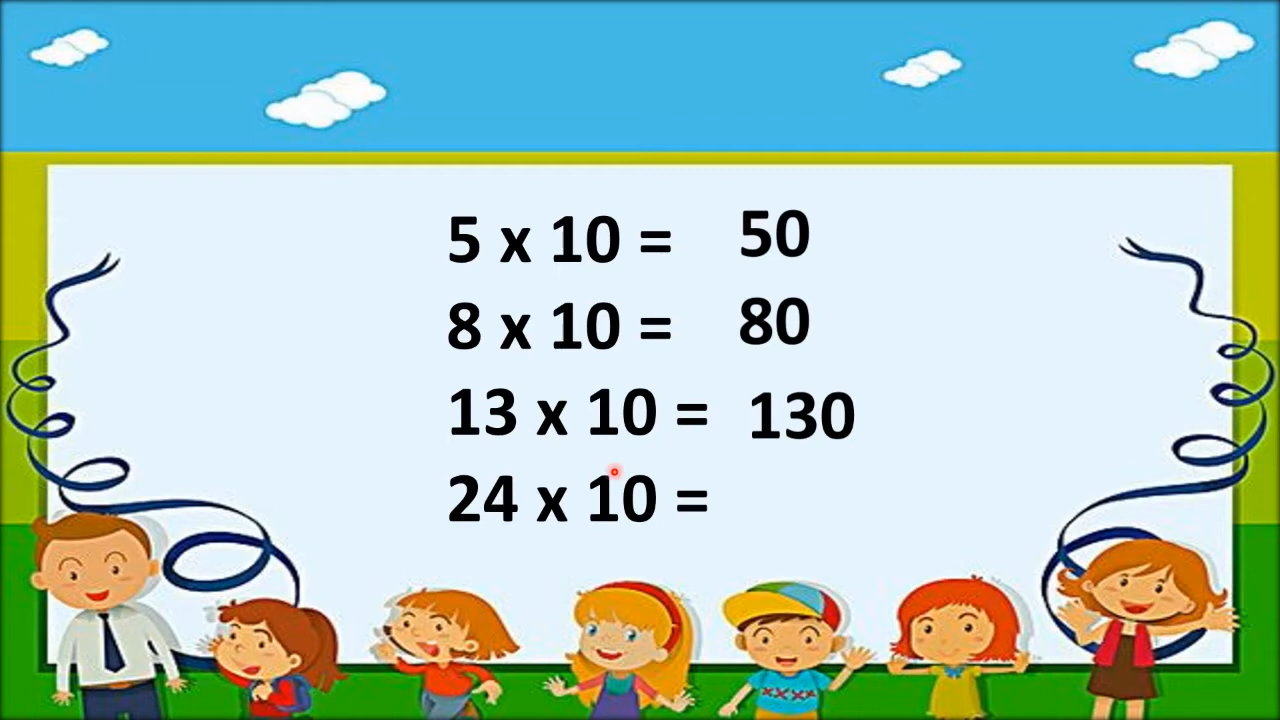 5 x 10 = 50
8 x 10 = 80
13 x 10 = 130
24 x 10 =